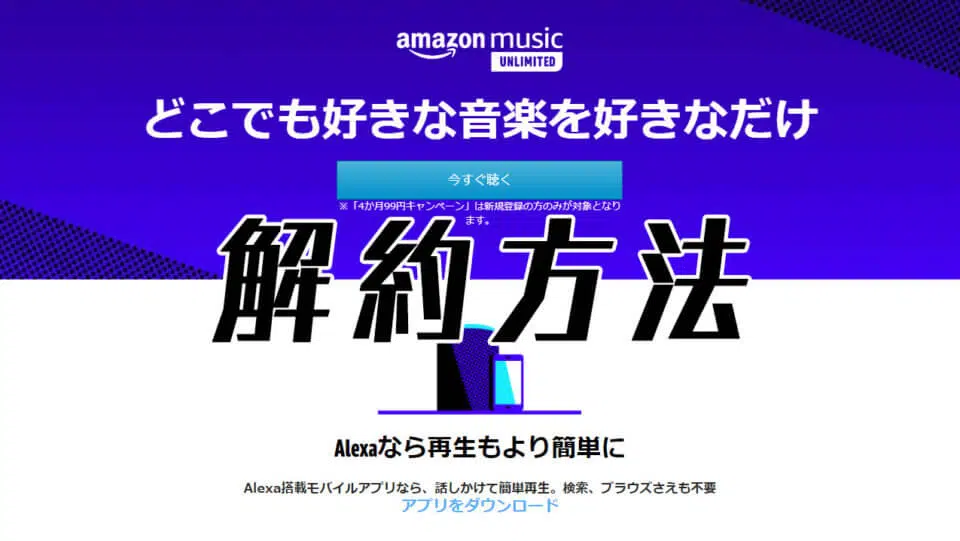 amazon music
UNLIMITED
どこでも好きな音楽を好きなだけ
今すぐ聴く
※「4か月99円キャンペーン」は新規登録の方のみが対象となり
ます。
解約方法
Alexaなら再生もより簡単に
Alexa搭載モバイルアプリなら、話しかけて簡単再生。検索、ブラウズさえも不要
アプリをダウンロード